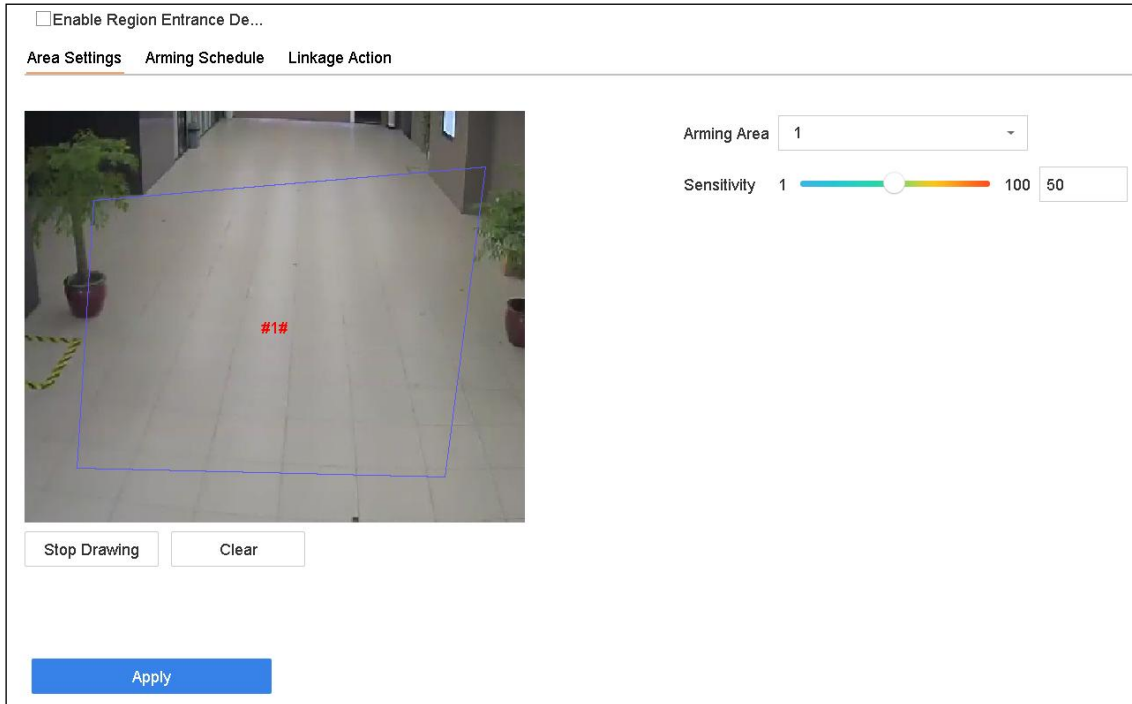 Enable Region Entrance De...
Area Settings Arming Schedule Linkage Action
Arming Area 1
Sensitivity 1 100 50
#1#
Stop Drawing Clear
Apply